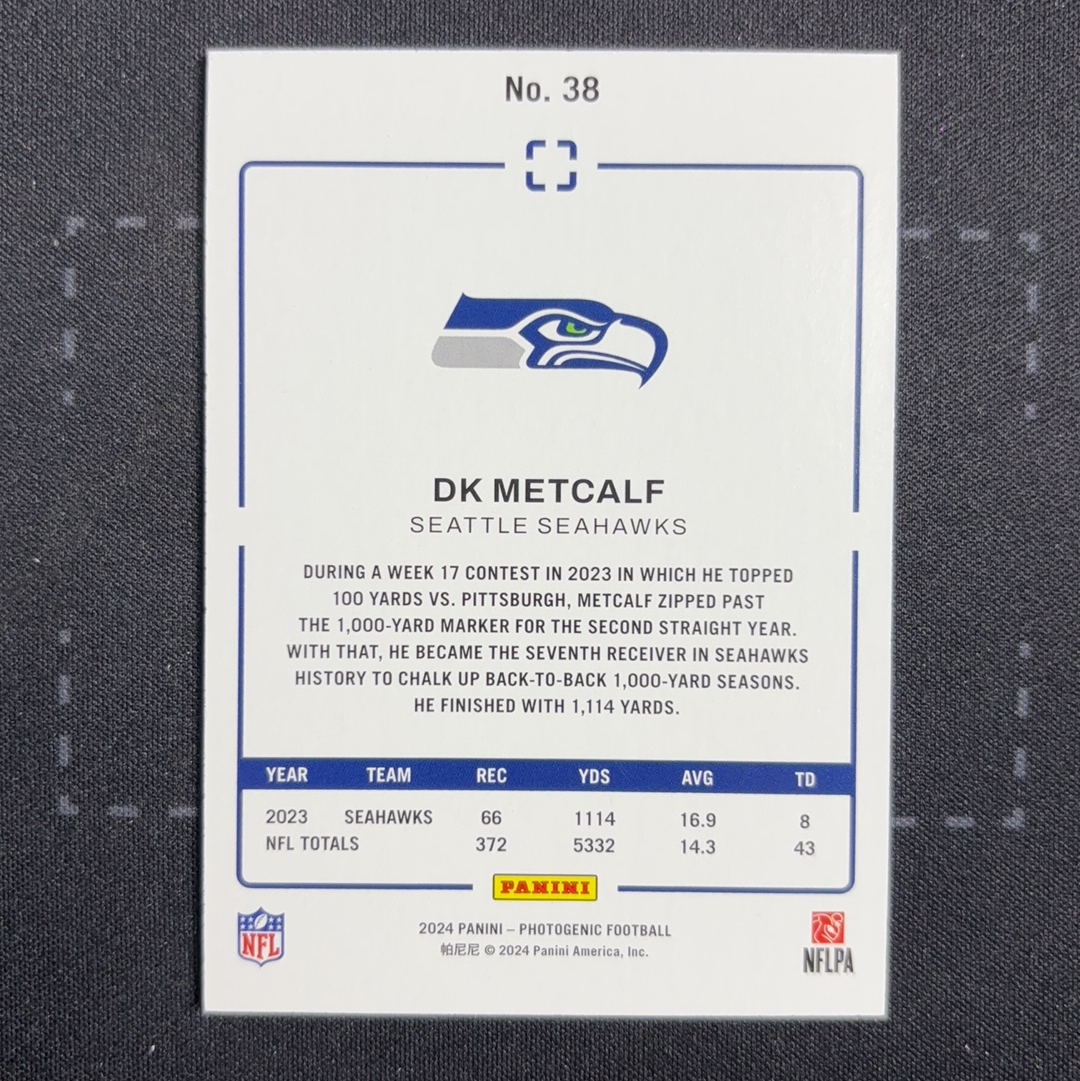 No. 38
DK METCALF
SEATTLE SEAHAWKS
DURING A WEEK 17 CONTEST IN 2023 IN WHICH HE TOPPED
100 YARDS VS. PITTSBURGH, METCALF ZIPPED PAST
THE 1,000-YARD MARKER FOR THE SECOND STRAIGHT YEAR.
WITH THAT, HE BECAME THE SEVENTH RECEIVER IN SEAHAWKS
HISTORY TO CHALK UP BACK-TO-BACK 1,000-YARD SEASONS.
HE FINISHED WITH 1,114 YARDS.
YEAR TEAM REC YDS AVG TD
2023 SEAHAWKS 66 1114 16.9 8
NFL TOTALS 372 5332 14.3 43
PANINI
NFL
2024 PANINI – PHOTOGENIC FOOTBALL
帕尼尼 © 2024 Panini America, Inc.
NFLPA